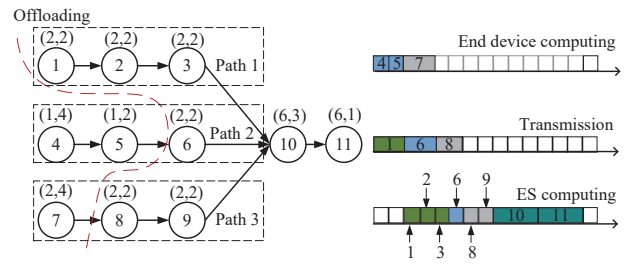 Offloading
(2,2) (2,2) (2,2)
1 2 3 Path 1
(1,4) (1,2) (2,2) (6,3) (6,1)
4 5 6 Path 2 10 11
(2,4) (2,2) (2,2)
7 8 9 Path 3
End device computing
4 5 7
Transmission
1 6 8
ES computing
2 6 9
10 11
1 3 8